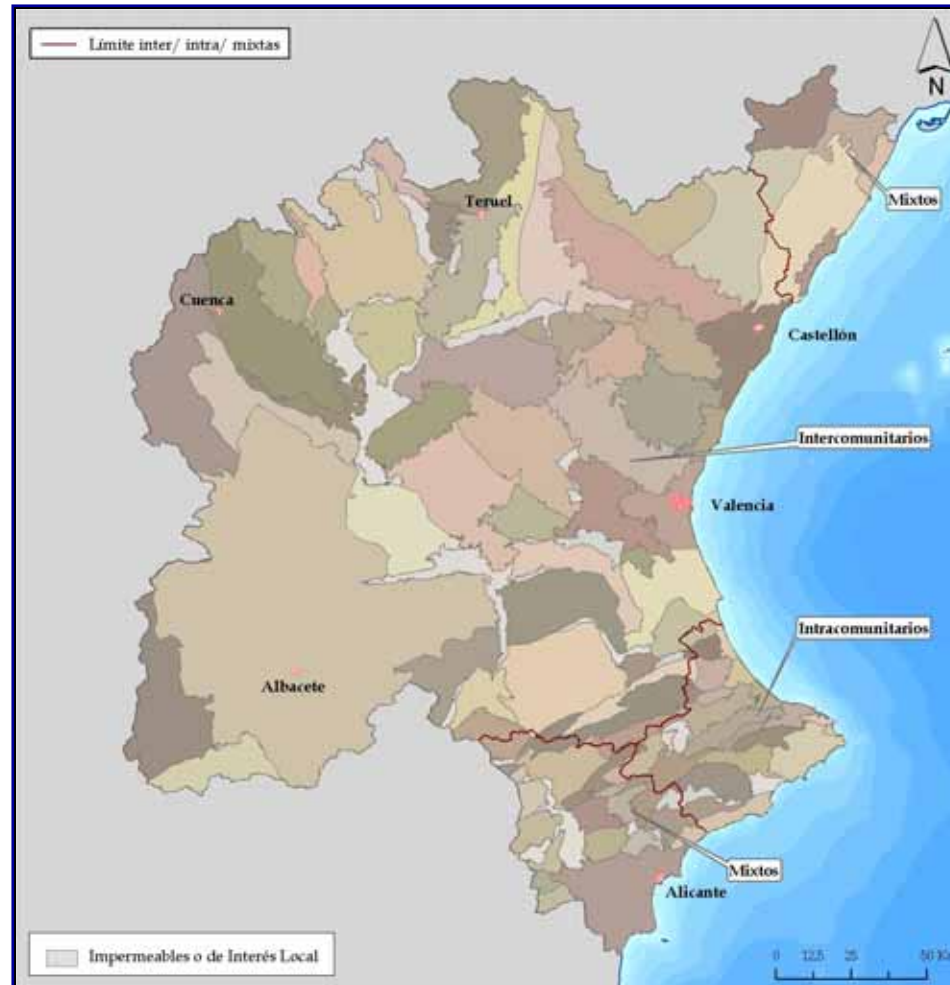 Límite inter/ intra/ mixtas
N
Mixtos
Teruel
Cuenca
Castellón
Intercomunitarios
Valencia
Intracomunitarios
Albacete
Mixtos
Alicante
Impermeables o de Interés Local
0 12,5 25 50